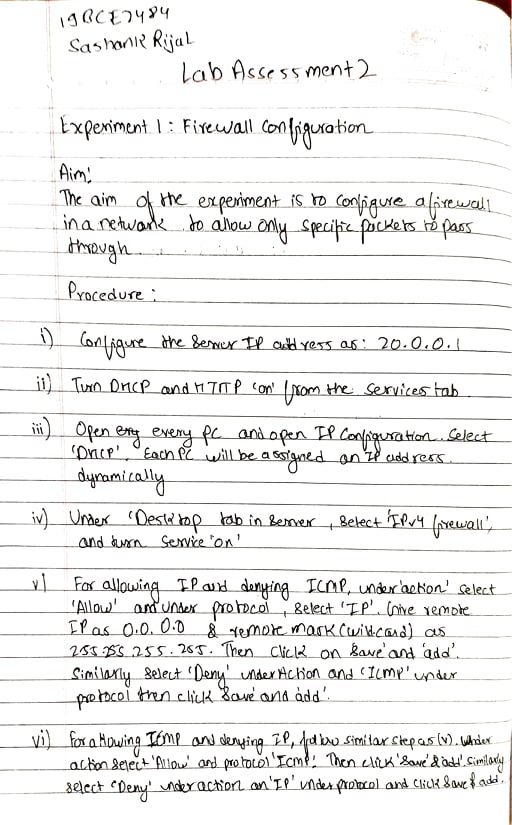 19BCE7484
Sashank Rijal
Lab Assessment 2
Experiment 1: Firewall Configuration
Aim:
The aim of the experiment is to configure a firewall
in a network to allow only specific packets to pass
through.
Procedure:
i) Configure the Server IP address as: 20.0.0.1
ii) Turn DHCP and HTTP 'on' from the services tab.
iii) Open every PC and open IP Configuration. Select
'DHCP'. Each PC will be assigned an IP address.
dynamically
iv) Under 'Desktop tab in Server, select 'IPv4 firewall',
and turn service 'on'
v) For allowing IP and denying ICMP, under 'action' select
'Allow' and under protocol, select 'IP'. Give remote
IP as 0.0.0.0 & remote mask (wildcard) as
255.255.255.255. Then click on 'save' and 'add'.
Similarly select 'Deny' under Action and 'ICMP' under
protocol then click 'save' and 'add'.
vi) For allowing ICMP and denying IP, follow similar step as (v). Under
action select 'Allow' and protocol 'ICMP'. Then click 'save' & 'add'. Similarly
select 'Deny' under action an 'IP' under protocol and click save & add.